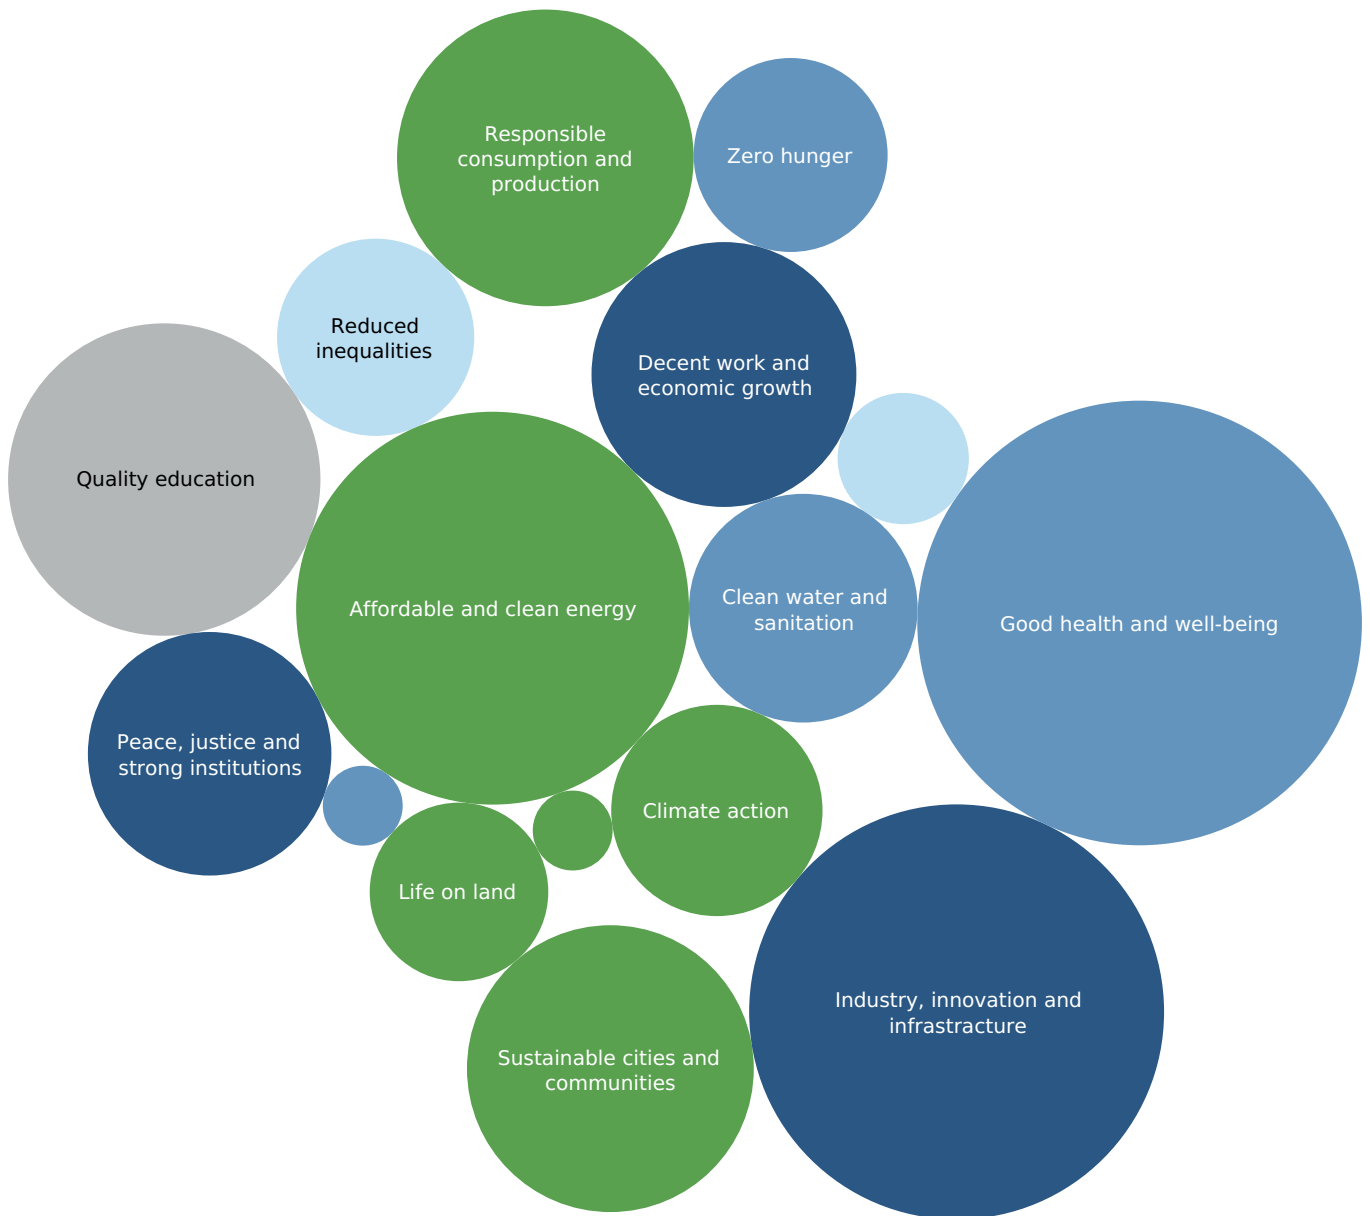 Responsible
consumption and
production
Zero hunger
Reduced
inequalities
Decent work and
economic growth
Quality education
Affordable and clean energy
Clean water and
sanitation
Good health and well-being
Peace, justice and
strong institutions
Climate action
Life on land
Industry, innovation and
infrastracture
Sustainable cities and
communities